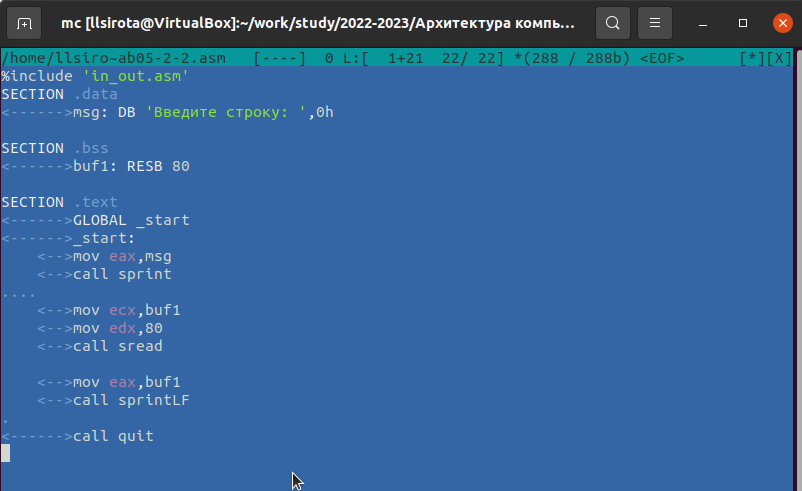 mc [llsirota@VirtualBox]:~/work/study/2022-2023/Архитектура компь...
/home/llsiro~ab05-2-2.asm   [----]  0 L:[  1+21  22/ 22] *(288 / 288b) <EOF>      [*][X]
%include 'in_out.asm'
SECTION .data
<------>msg: DB 'Введите строку: ',0h
SECTION .bss
<------>buf1: RESB 80
SECTION .text
<------>GLOBAL _start
<------>_start:
    <-->mov eax,msg
    <-->call sprint
....
    <-->mov ecx,buf1
    <-->mov edx,80
    <-->call sread
    <-->mov eax,buf1
    <-->call sprintLF
.
<------>call quit